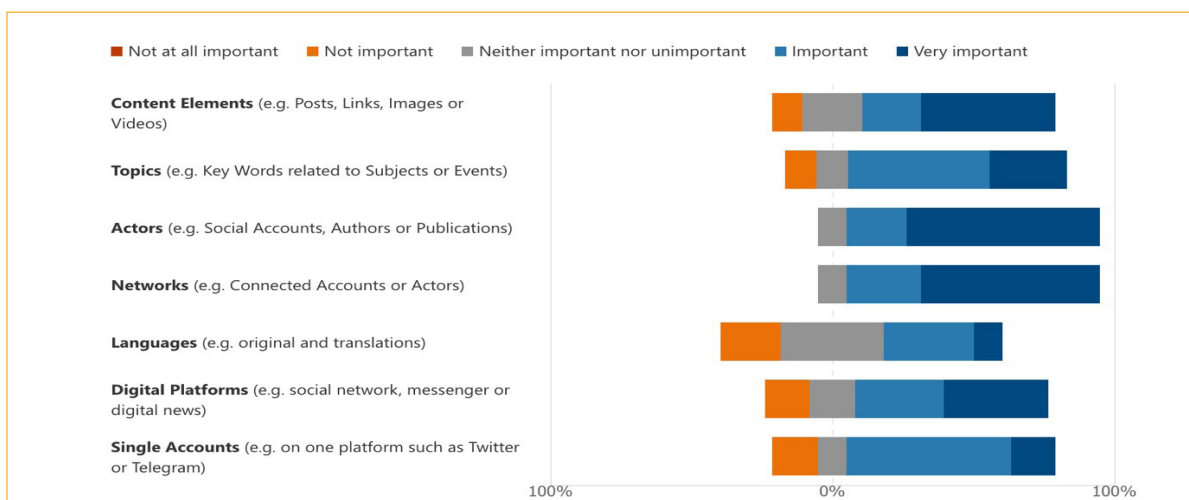 Not at all important Not important Neither important nor unimportant Important Very important
Content Elements (e.g. Posts, Links, Images or
Videos)
Topics (e.g. Key Words related to Subjects or Events)
Actors (e.g. Social Accounts, Authors or Publications)
Networks (e.g. Connected Accounts or Actors)
Languages (e.g. original and translations)
Digital Platforms (e.g. social network, messenger or
digital news)
Single Accounts (e.g. on one platform such as Twitter
or Telegram)
100% 0% 100%